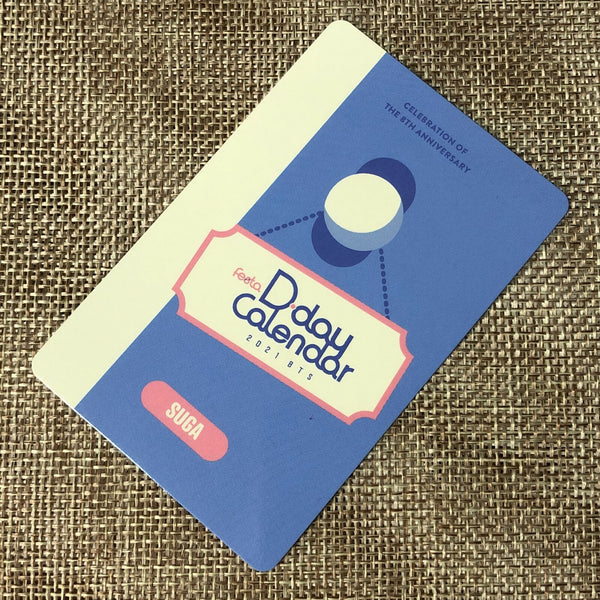 CELEBRATION OF
THE 8TH ANNIVERSARY
Festa
D-day
Calendar
2021 BTS
SUGA